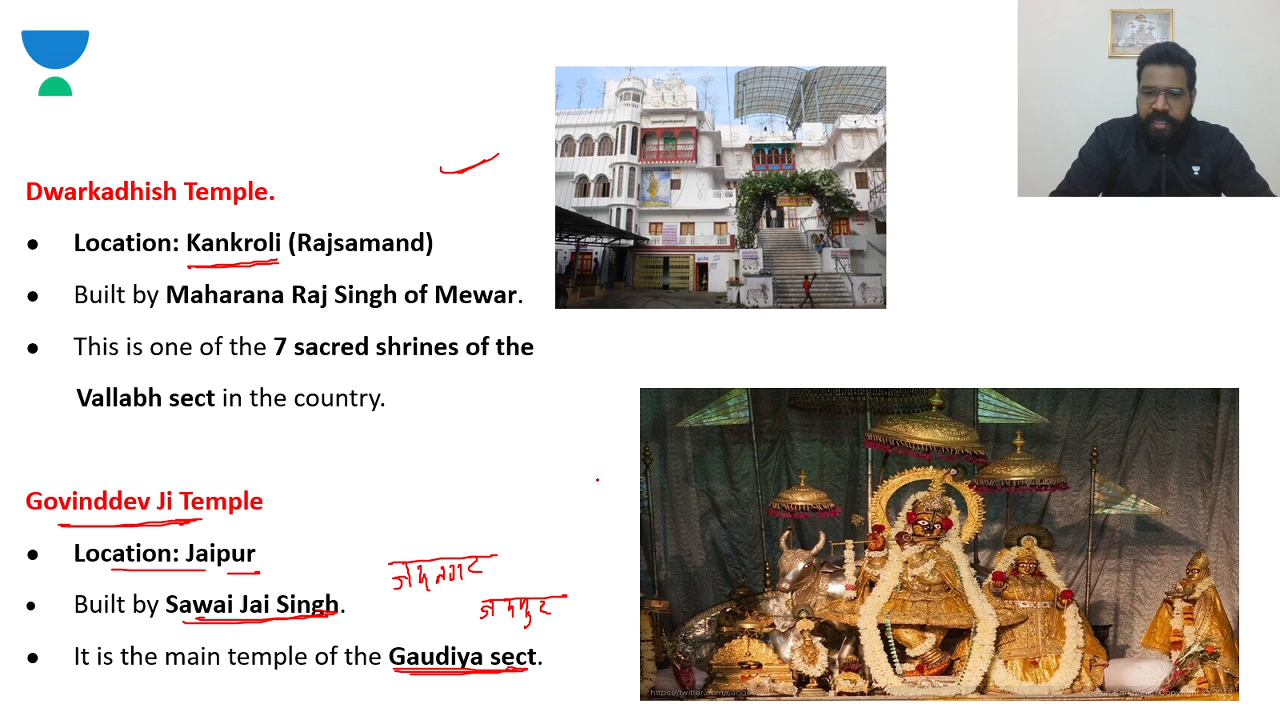 Dwarkadhish Temple.
● Location: Kankroli (Rajsamand)
● Built by Maharana Raj Singh of Mewar.
● This is one of the 7 sacred shrines of the
Vallabh sect in the country.
Govinddev Ji Temple
● Location: Jaipur
जयनगर
● Built by Sawai Jai Singh.
जयपुर
● It is the main temple of the Gaudiya sect.